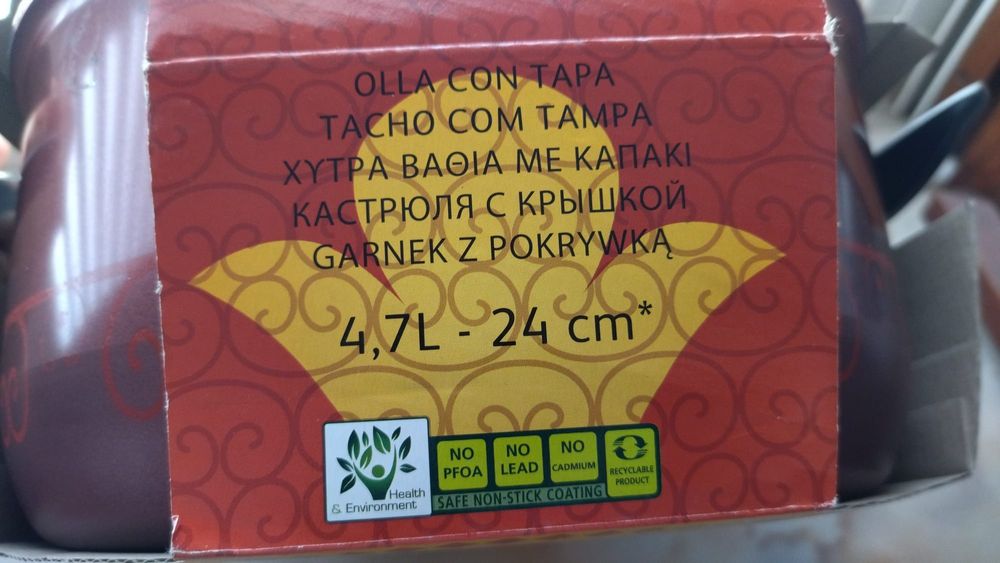 OLLA CON TAPA
TACHO COM TAMPA
ΧΥΤΡΑ ΒΑΘΙΑ ΜΕ ΚΑΠΑΚΙ
КАСТРЮЛЯ С КРЫШКОЙ
GARNEK Z POKRYWKĄ
4,7L - 24 cm*
Health
& Environment
NO
PFOA
NO
LEAD
NO
CADMIUM
RECYCLABLE
PRODUCT
SAFE NON-STICK COATING